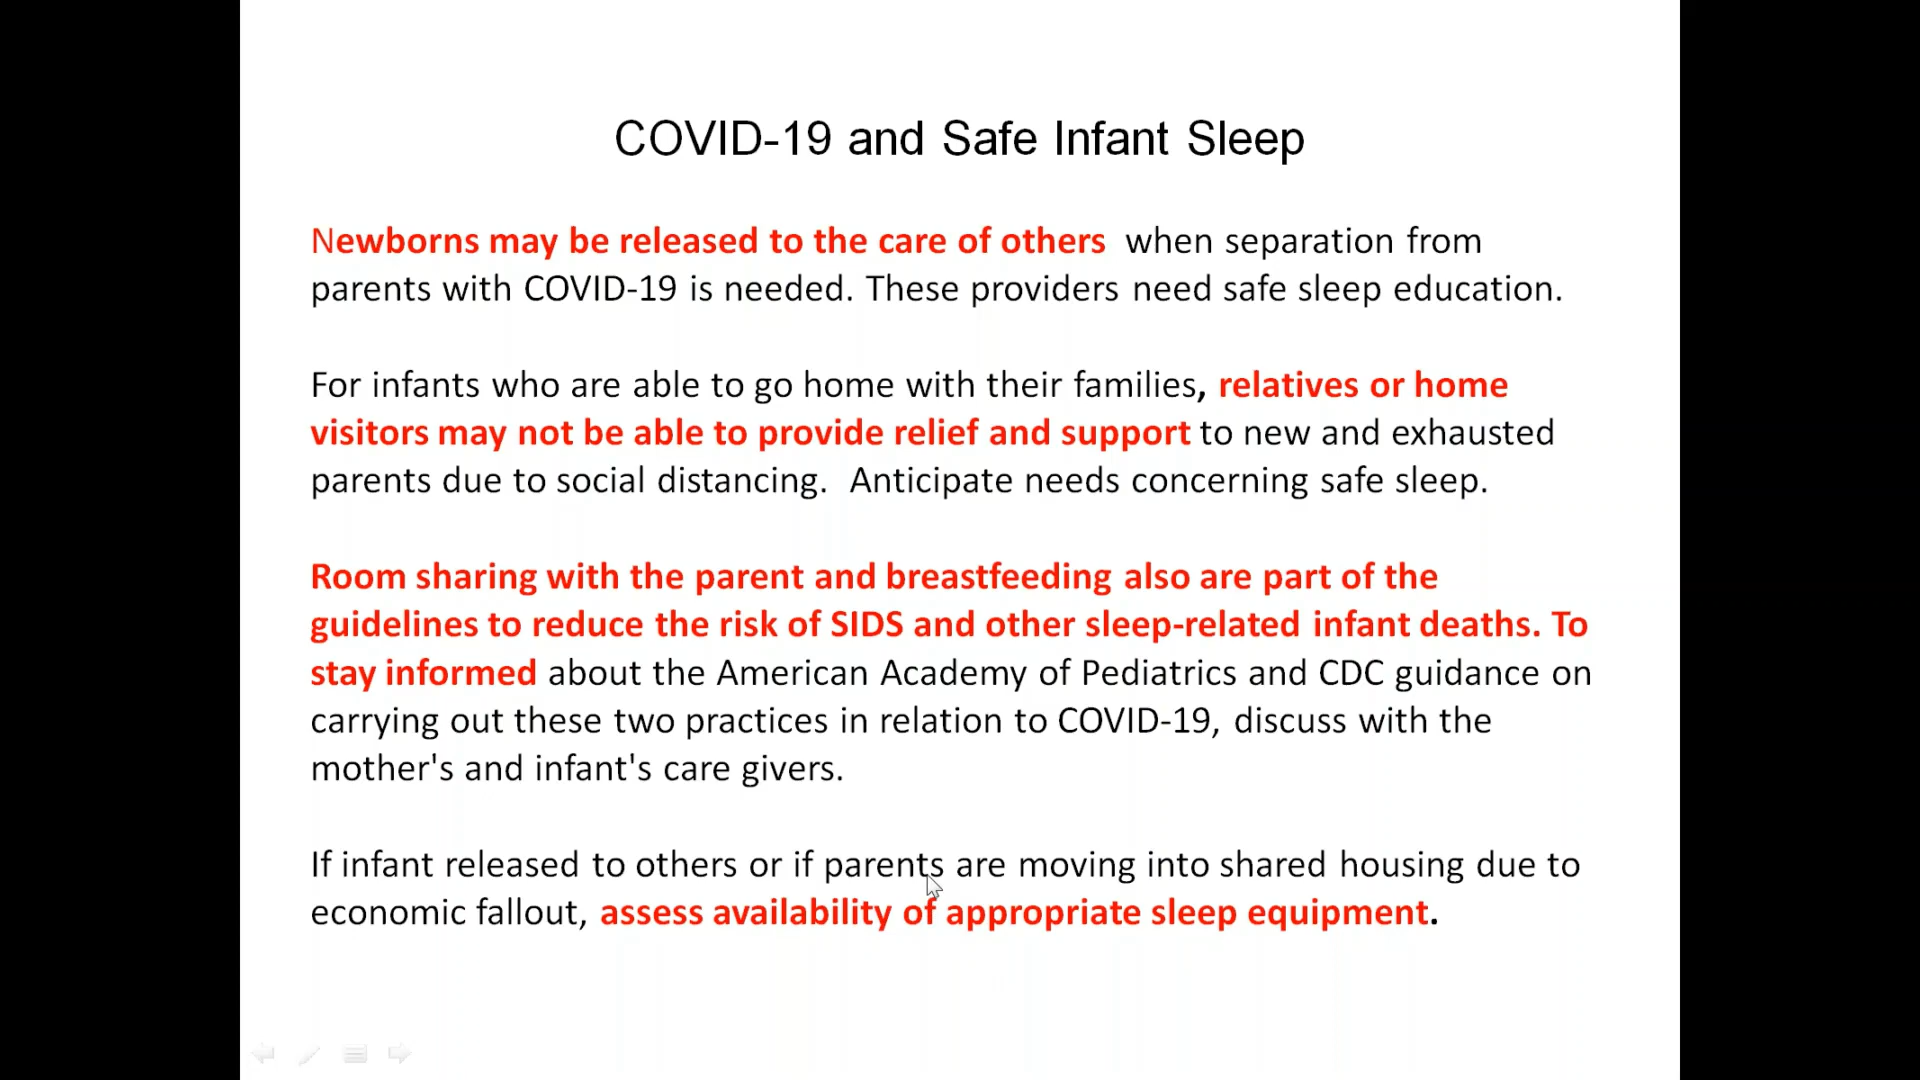 COVID-19 and Safe Infant Sleep
Newborns may be released to the care of others when separation from
parents with COVID-19 is needed. These providers need safe sleep education.
For infants who are able to go home with their families, relatives or home
visitors may not be able to provide relief and support to new and exhausted
parents due to social distancing. Anticipate needs concerning safe sleep.
Room sharing with the parent and breastfeeding also are part of the
guidelines to reduce the risk of SIDS and other sleep-related infant deaths. To
stay informed about the American Academy of Pediatrics and CDC guidance on
carrying out these two practices in relation to COVID-19, discuss with the
mother's and infant's care givers.
If infant released to others or if parents are moving into shared housing due to
economic fallout, assess availability of appropriate sleep equipment.